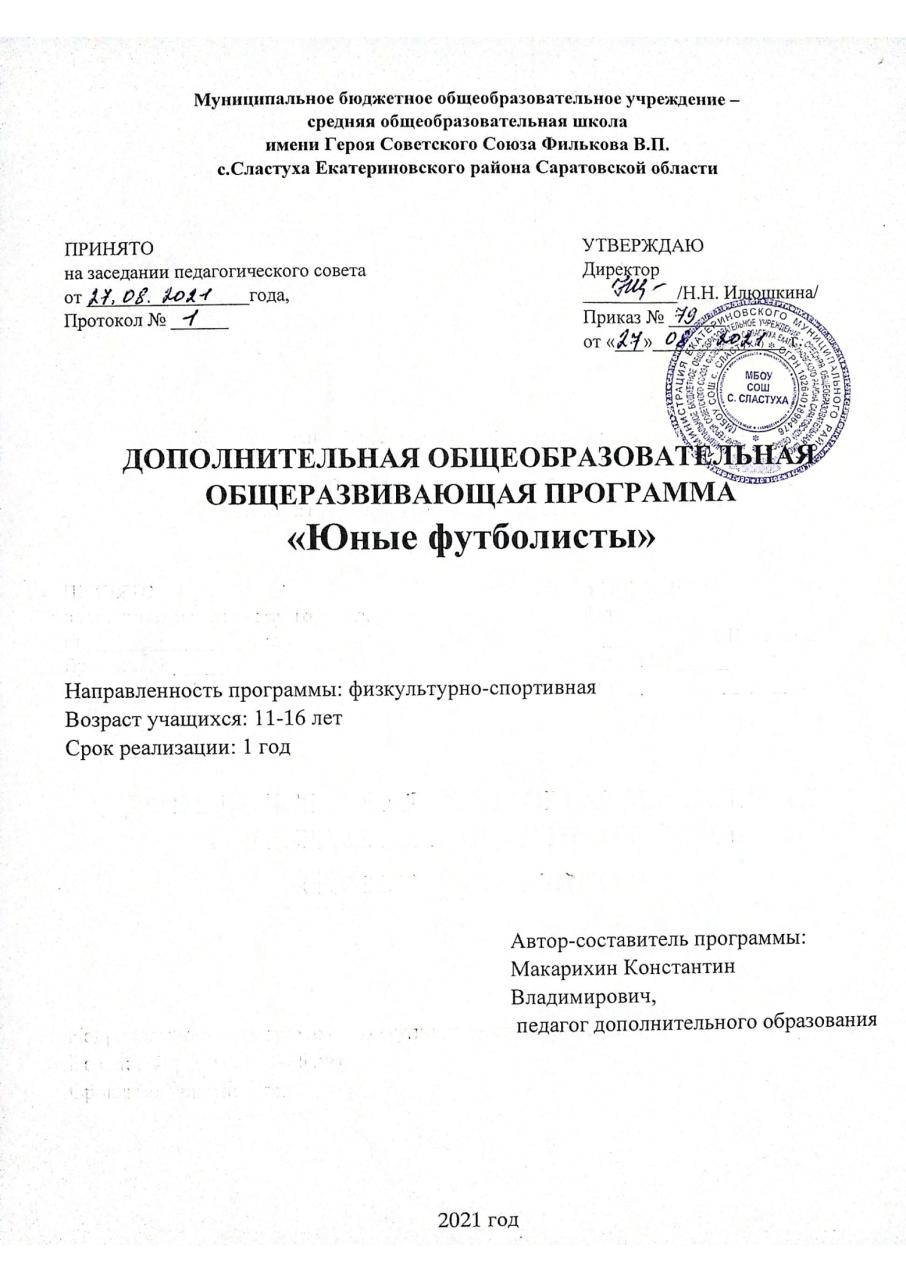 Муниципальное бюджетное общеобразовательное учреждение –
средняя общеобразовательная школа
имени Героя Советского Союза Филькова В.П.
с.Сластуха Екатериновского района Саратовской области
ПРИНЯТО
на заседании педагогического совета
от 27. 08. 2021 года,
Протокол № 1
УТВЕРЖДАЮ
Директор
/Н.Н. Илюшкина/
Приказ № 79
от «27» 08 2021 г.
МБОУ
СОШ
С. СЛАСТУХА
ДОПОЛНИТЕЛЬНАЯ ОБЩЕОБРАЗОВАТЕЛЬНАЯ
ОБЩЕРАЗВИВАЮЩАЯ ПРОГРАММА
«Юные футболисты»
Направленность программы: физкультурно-спортивная
Возраст учащихся: 11-16 лет
Срок реализации: 1 год
Автор-составитель программы:
Макарихин Константин
Владимирович,
педагог дополнительного образования
2021 год